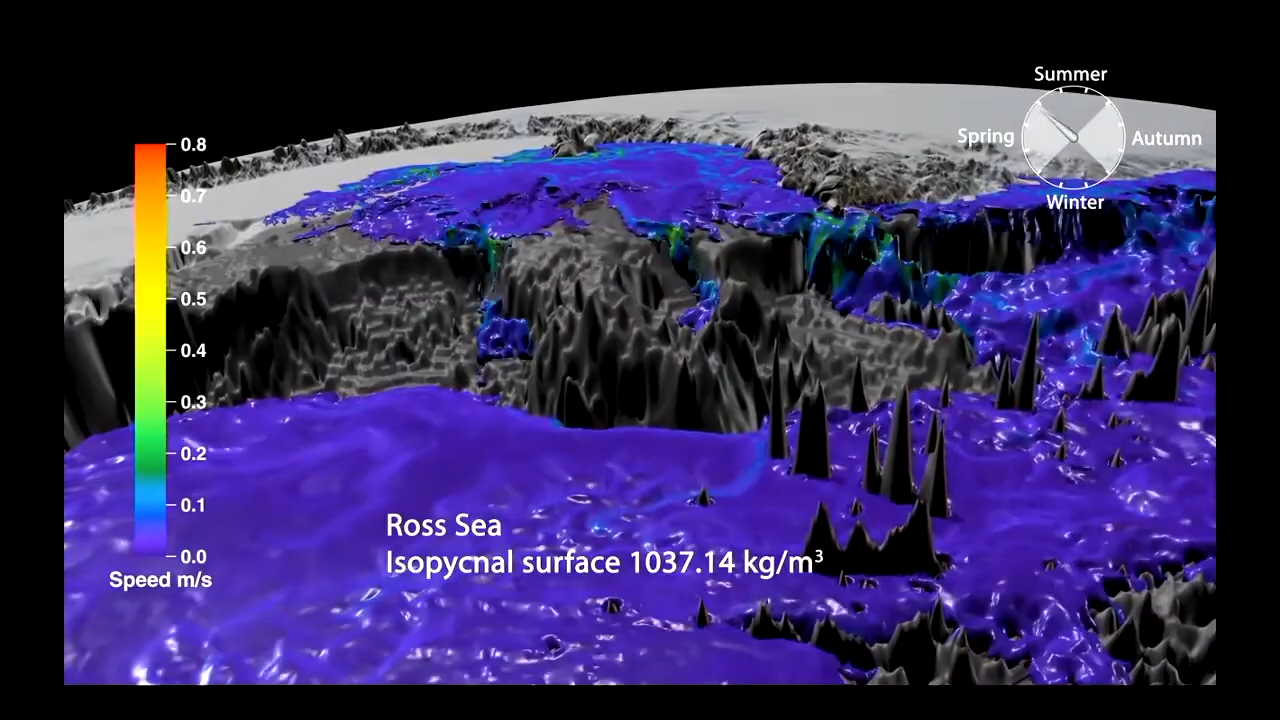 Summer
Spring
Autumn
Winter
0.8
0.7
0.6
0.5
0.4
0.3
0.2
0.1
0.0
Speed m/s
Ross Sea
Isopycnal surface 1037.14 kg/m³